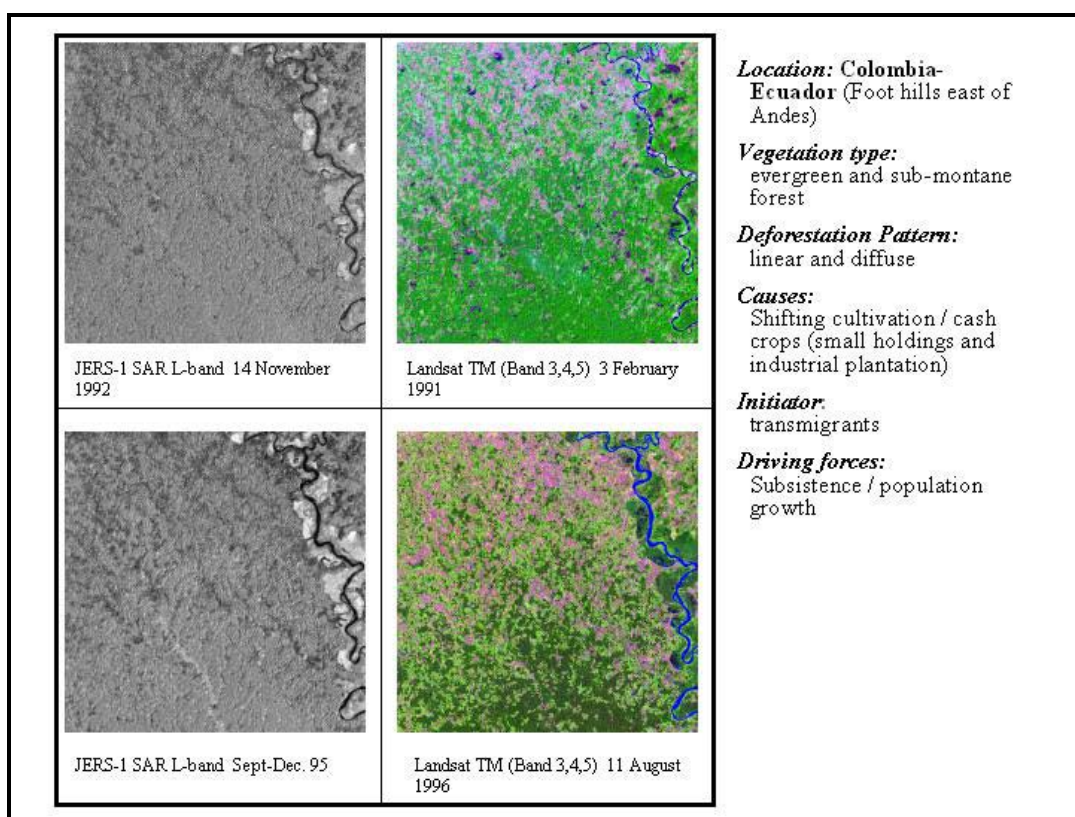 JERS-1 SAR L-band 14 November
1992
Landsat TM (Band 3,4,5) 3 February
1991
JERS-1 SAR L-band Sept-Dec. 95
Landsat TM (Band 3,4,5) 11 August
1996
Location: Colombia-
Ecuador (Foot hills east of
Andes)
Vegetation type:
evergreen and sub-montane
forest
Deforestation Pattern:
linear and diffuse
Causes:
Shifting cultivation / cash
crops (small holdings and
industrial plantation)
Initiator:
transmigrants
Driving forces:
Subsistence / population
growth